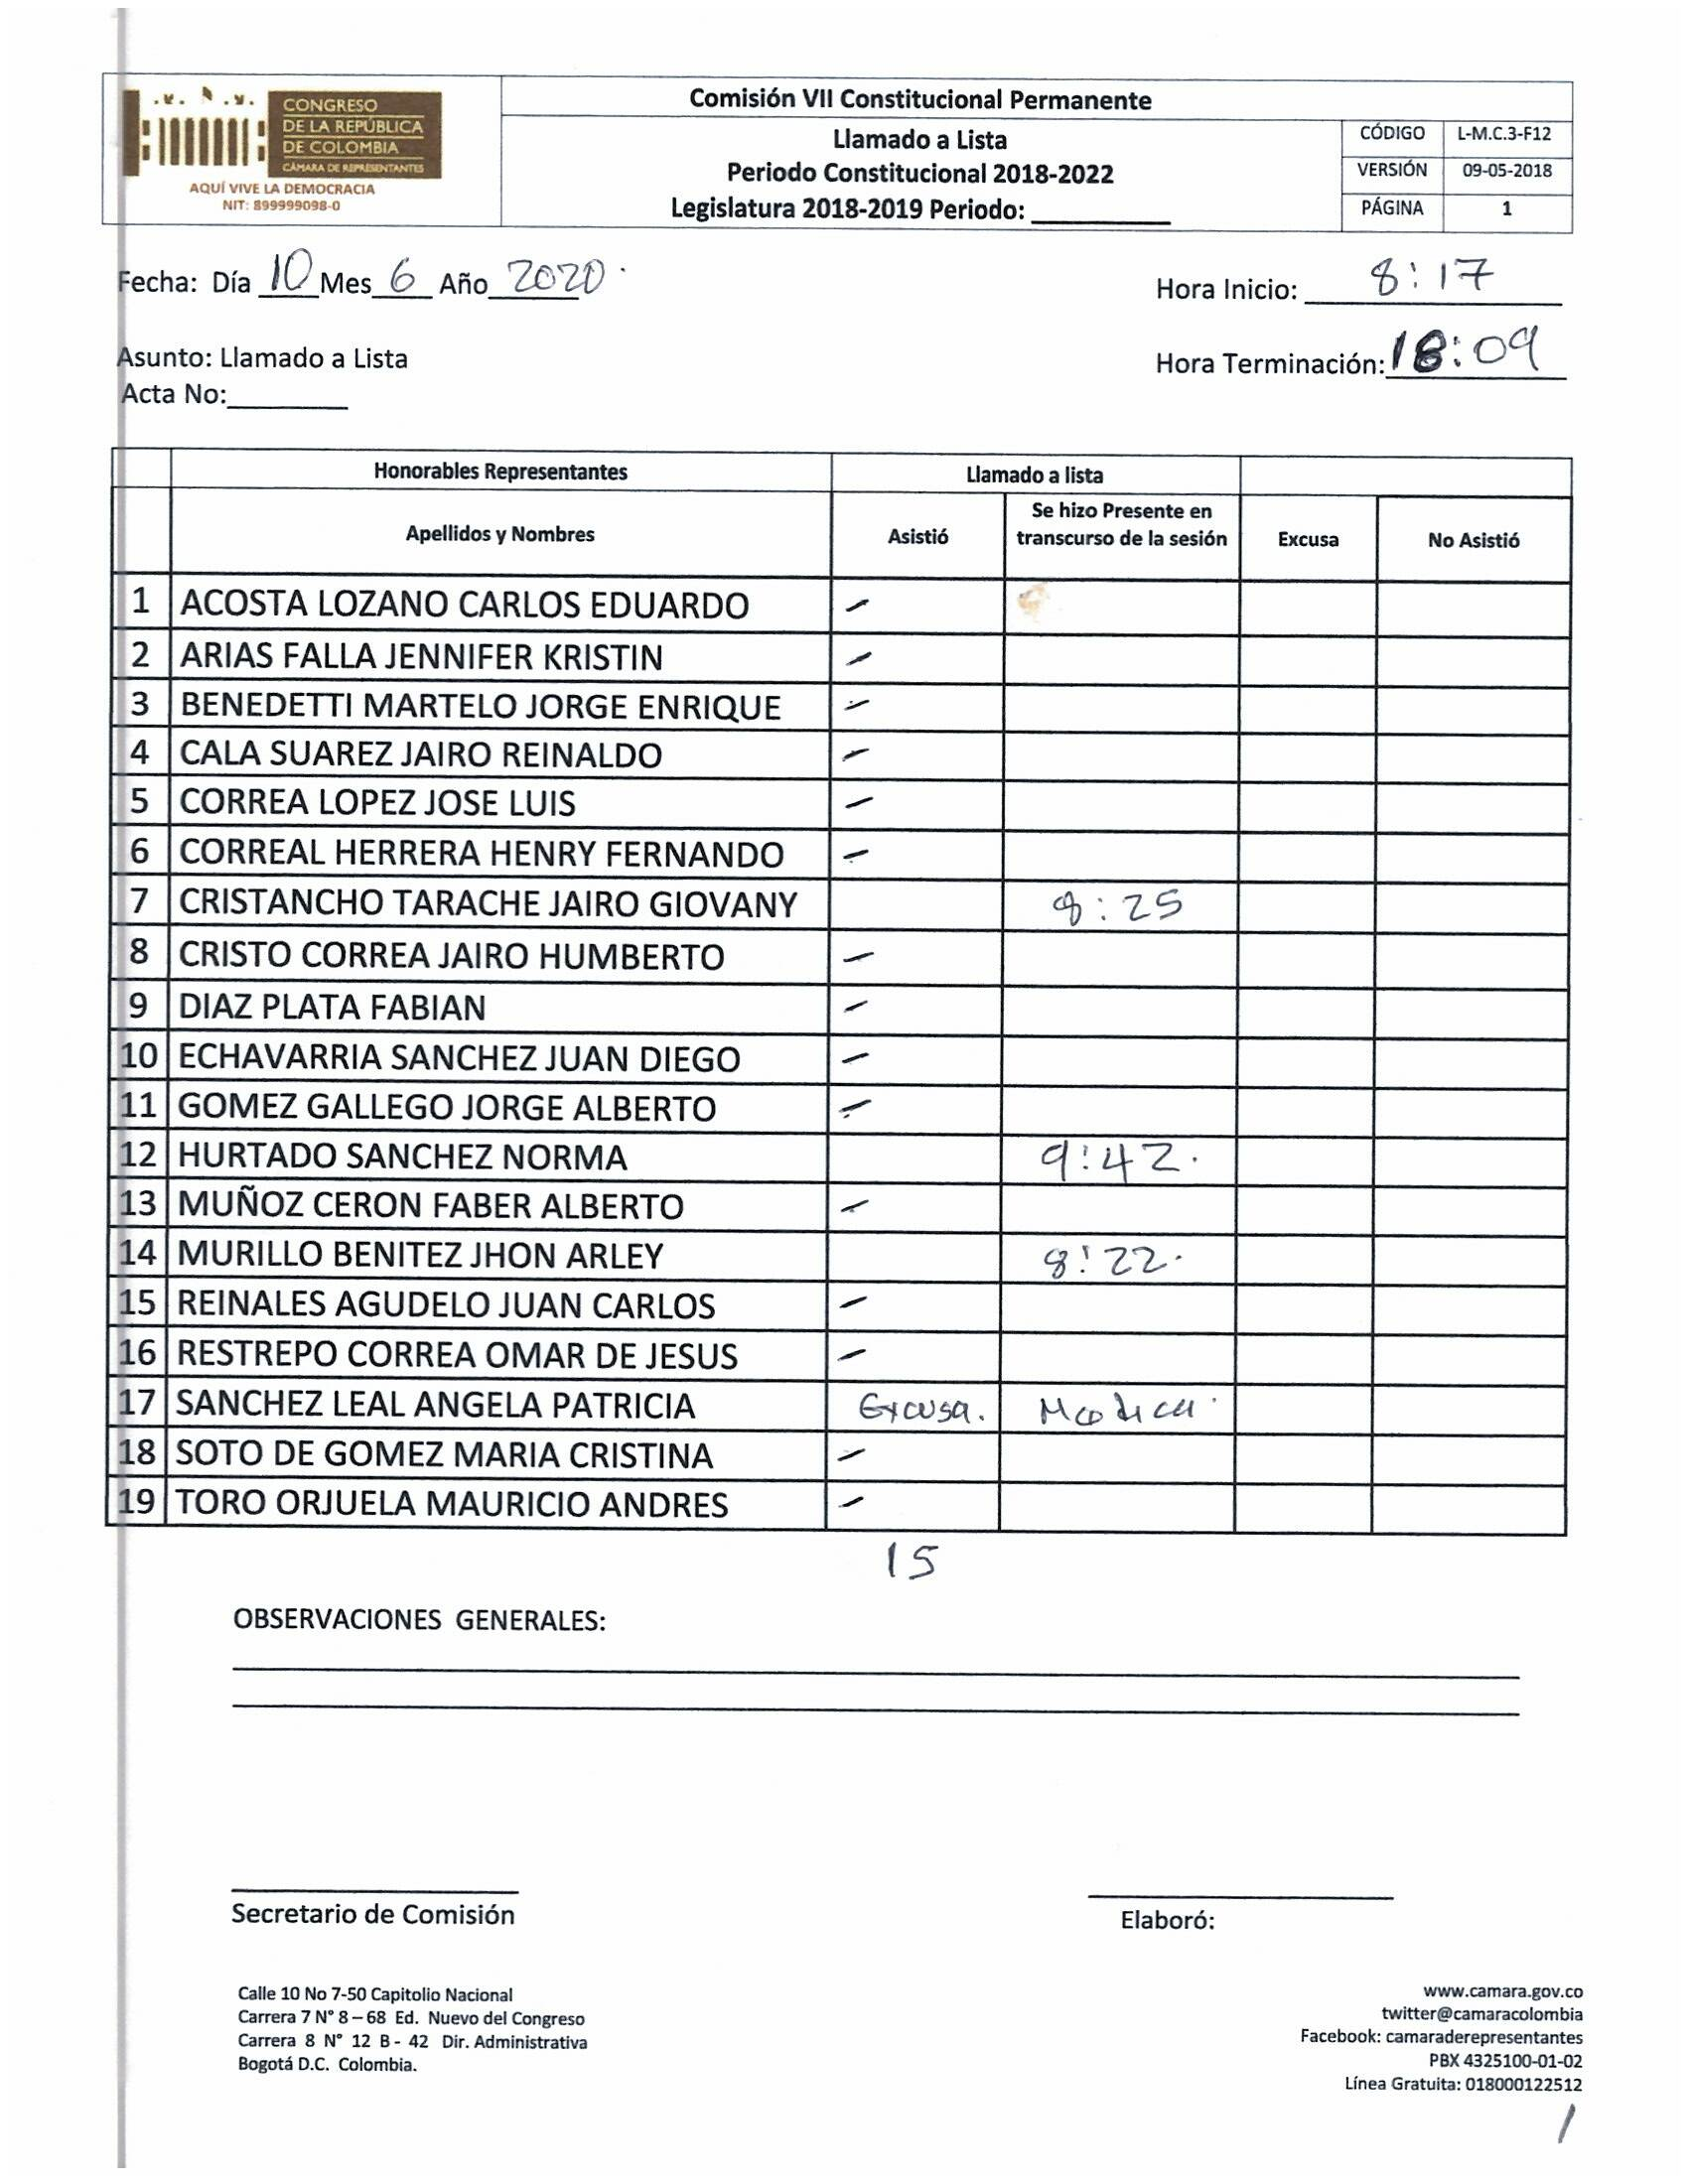 CONGRESO
DE LA REPÚBLICA
DE COLOMBIA
CÁMARA DE REPRESENTANTES
AQUÍ VIVE LA DEMOCRACIA
NIT: 899999098-0
Comisión VII Constitucional Permanente
Llamado a Lista
Periodo Constitucional 2018-2022
Legislatura 2018-2019 Periodo:
CÓDIGO L-M.C.3-F12
VERSIÓN 09-05-2018
PÁGINA 1
Fecha: Día 10 Mes 6 Año 2020.
Hora Inicio: 8:17
Asunto: Llamado a Lista
Hora Terminación: 18:09
Acta No:
Honorables Representantes Llamado a lista
Apellidos y Nombres Asistió Se hizo Presente en transcurso de la sesión Excusa No Asistió
1 ACOSTA LOZANO CARLOS EDUARDO –
2 ARIAS FALLA JENNIFER KRISTIN –
3 BENEDETTI MARTELO JORGE ENRIQUE –
4 CALA SUAREZ JAIRO REINALDO –
5 CORREA LOPEZ JOSE LUIS –
6 CORREAL HERRERA HENRY FERNANDO –
7 CRISTANCHO TARACHE JAIRO GIOVANY 8:25
8 CRISTO CORREA JAIRO HUMBERTO –
9 DIAZ PLATA FABIAN –
10 ECHAVARRIA SANCHEZ JUAN DIEGO –
11 GOMEZ GALLEGO JORGE ALBERTO –
12 HURTADO SANCHEZ NORMA 9:42.
13 MUÑOZ CERON FABER ALBERTO –
14 MURILLO BENITEZ JHON ARLEY 8:22.
15 REINALES AGUDELO JUAN CARLOS –
16 RESTREPO CORREA OMAR DE JESUS –
17 SANCHEZ LEAL ANGELA PATRICIA Excusa. Medica.
18 SOTO DE GOMEZ MARIA CRISTINA –
19 TORO ORJUELA MAURICIO ANDRES –
15
OBSERVACIONES GENERALES:
Secretario de Comisión
Elaboró:
Calle 10 No 7-50 Capitolio Nacional
Carrera 7 N° 8 – 68 Ed. Nuevo del Congreso
Carrera 8 N° 12 B - 42 Dir. Administrativa
Bogotá D.C. Colombia.
www.camara.gov.co
twitter@camaracolombia
Facebook: camaraderepresentantes
PBX 4325100-01-02
Línea Gratuita: 018000122512
1